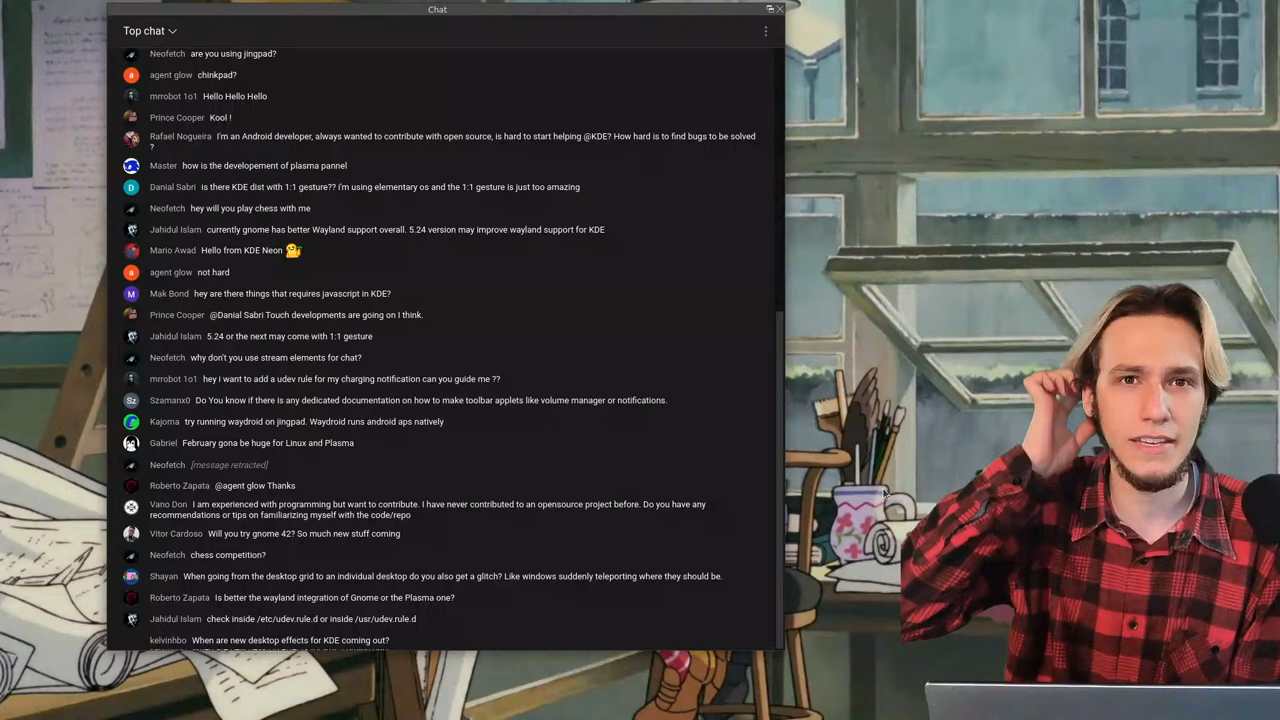 Chat
Top chat
Neofetch are you using jingpad?
a agent glow chinkpad?
mrrobot 1o1 Hello Hello Hello
Prince Cooper Kool !
Rafael Nogueira I'm an Android developer, always wanted to contribute with open source, is hard to start helping @KDE? How hard is to find bugs to be solved
?
Master how is the developement of plasma pannel
D Danial Sabri is there KDE dist with 1:1 gesture?? i'm using elementary os and the 1:1 gesture is just too amazing
Neofetch hey will you play chess with me
Jahidul Islam currently gnome has better Wayland support overall. 5.24 version may improve wayland support for KDE
Mario Awad Hello from KDE Neon
a agent glow not hard
M Mak Bond hey are there things that requires javascript in KDE?
Prince Cooper @Danial Sabri Touch developments are going on I think.
Jahidul Islam 5.24 or the next may come with 1:1 gesture
Neofetch why don't you use stream elements for chat?
mrrobot 1o1 hey i want to add a udev rule for my charging notification can you guide me ??
Sz Szamanx0 Do You know if there is any dedicated documentation on how to make toolbar applets like volume manager or notifications.
Kajoma try running waydroid on jingpad. Waydroid runs android aps natively
Gabriel February gona be huge for Linux and Plasma
Neofetch [message retracted]
Roberto Zapata @agent glow Thanks
Vano Don I am experienced with programming but want to contribute. I have never contributed to an opensource project before. Do you have any
recommendations or tips on familiarizing myself with the code/repo
Vitor Cardoso Will you try gnome 42? So much new stuff coming
Neofetch chess competition?
Shayan When going from the desktop grid to an individual desktop do you also get a glitch? Like windows suddenly teleporting where they should be.
Roberto Zapata Is better the wayland integration of Gnome or the Plasma one?
Jahidul Islam check inside /etc/udev.rule.d or inside /usr/udev.rule.d
kelvinhbo When are new desktop effects for KDE coming out?